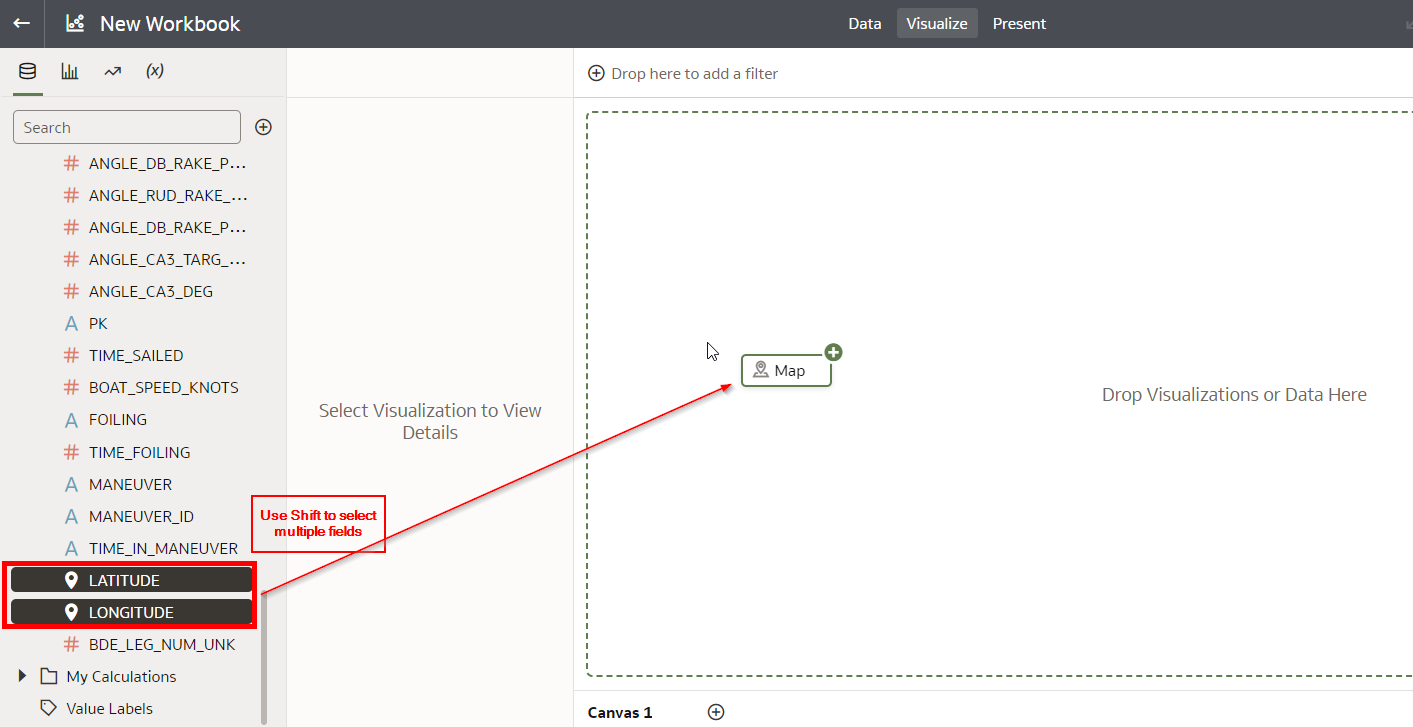 New Workbook
Data
Visualize
Present
(x)
Search
Drop here to add a filter
ANGLE_DB_RAKE_P...
ANGLE_RUD_RAKE_...
ANGLE_DB_RAKE_P...
ANGLE_CA3_TARG_...
ANGLE_CA3_DEG
A PK
TIME_SAILED
BOAT_SPEED_KNOTS
A FOILING
TIME_FOILING
A MANEUVER
A MANEUVER_ID
A TIME_IN_MANEUVER
LATITUDE
LONGITUDE
BDE_LEG_NUM_UNK
My Calculations
Value Labels
Select Visualization to View
Details
Use Shift to select
multiple fields
Map
Drop Visualizations or Data Here
Canvas 1